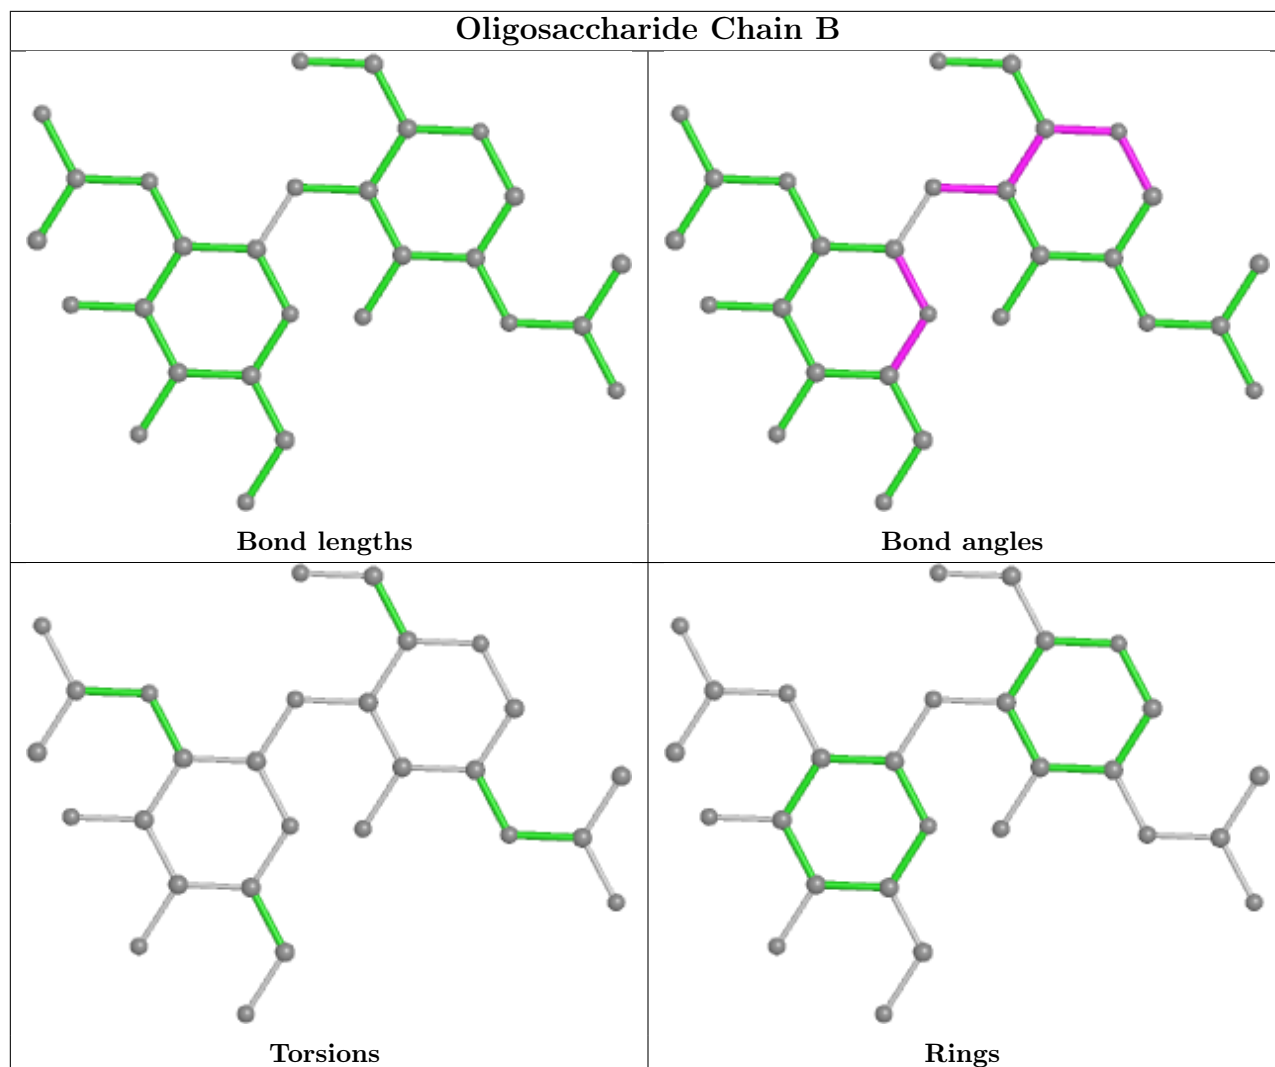 Oligosaccharide Chain B
Bond lengths
Bond angles
Torsions
Rings